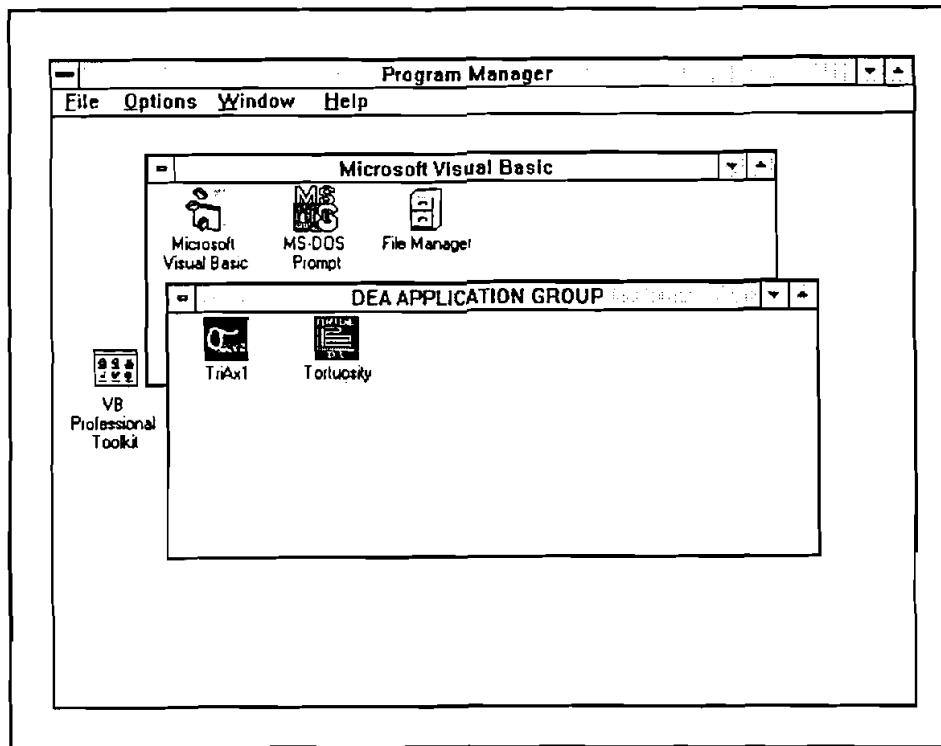 Program Manager
File Options Window Help
Microsoft Visual Basic
Microsoft
Visual Basic
MS-DOS
Prompt
File Manager
DEA APPLICATION GROUP
TriAx1
Tortuosity
VB
Professional
Toolkit